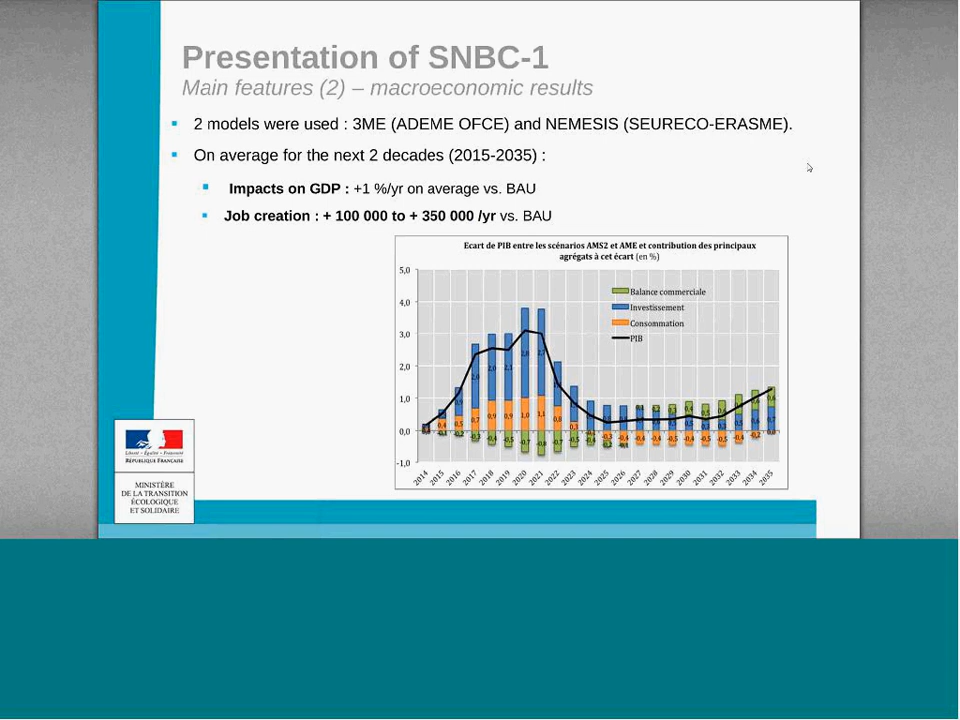 Presentation of SNBC-1
Main features (2) – macroeconomic results
2 models were used : 3ME (ADEME OFCE) and NEMESIS (SEURECO-ERASME).
On average for the next 2 decades (2015-2035) :
Impacts on GDP : +1 %/yr on average vs. BAU
Job creation : + 100 000 to + 350 000 /yr vs. BAU
Ecart de PIB entre les scénarios AMS2 et AME et contribution des principaux
agrégats à cet écart (en %)
5,0
4,0
3,0
2,0
1,0
0,0
-1,0
Balance commerciale
Investissement
Consommation
PIB
2014 2015 2016 2017 2018 2019 2020 2021 2022 2023 2024 2025 2026 2027 2028 2029 2030 2031 2032 2033 2034 2035
Liberté • Égalité • Fraternité
RÉPUBLIQUE FRANÇAISE
MINISTÈRE
DE LA TRANSITION
ÉCOLOGIQUE
ET SOLIDAIRE